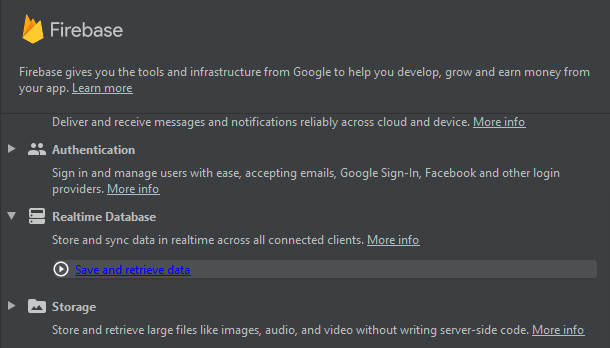 Firebase
Firebase gives you the tools and infrastructure from Google to help you develop, grow and earn money from
your app. Learn more
Deliver and receive messages and notifications reliably across cloud and device. More info
Authentication
Sign in and manage users with ease, accepting emails, Google Sign-In, Facebook and other login
providers. More info
Realtime Database
Store and sync data in realtime across all connected clients. More info
Save and retrieve data
Storage
Store and retrieve large files like images, audio, and video without writing server-side code. More info